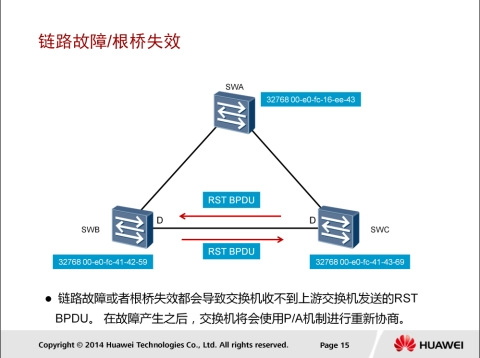 链路故障/根桥失效
SWA
32768 00-e0-fc-16-ee-43
RST BPDU
D
D
SWB
SWC
RST BPDU
32768 00-e0-fc-41-42-59
32768 00-e0-fc-41-43-69
● 链路故障或者根桥失效都会导致交换机收不到上游交换机发送的RST
BPDU。 在故障产生之后，交换机将会使用P/A机制进行重新协商。
Copyright © 2014 Huawei Technologies Co., Ltd. All rights reserved.
Page 15
HUAWEI